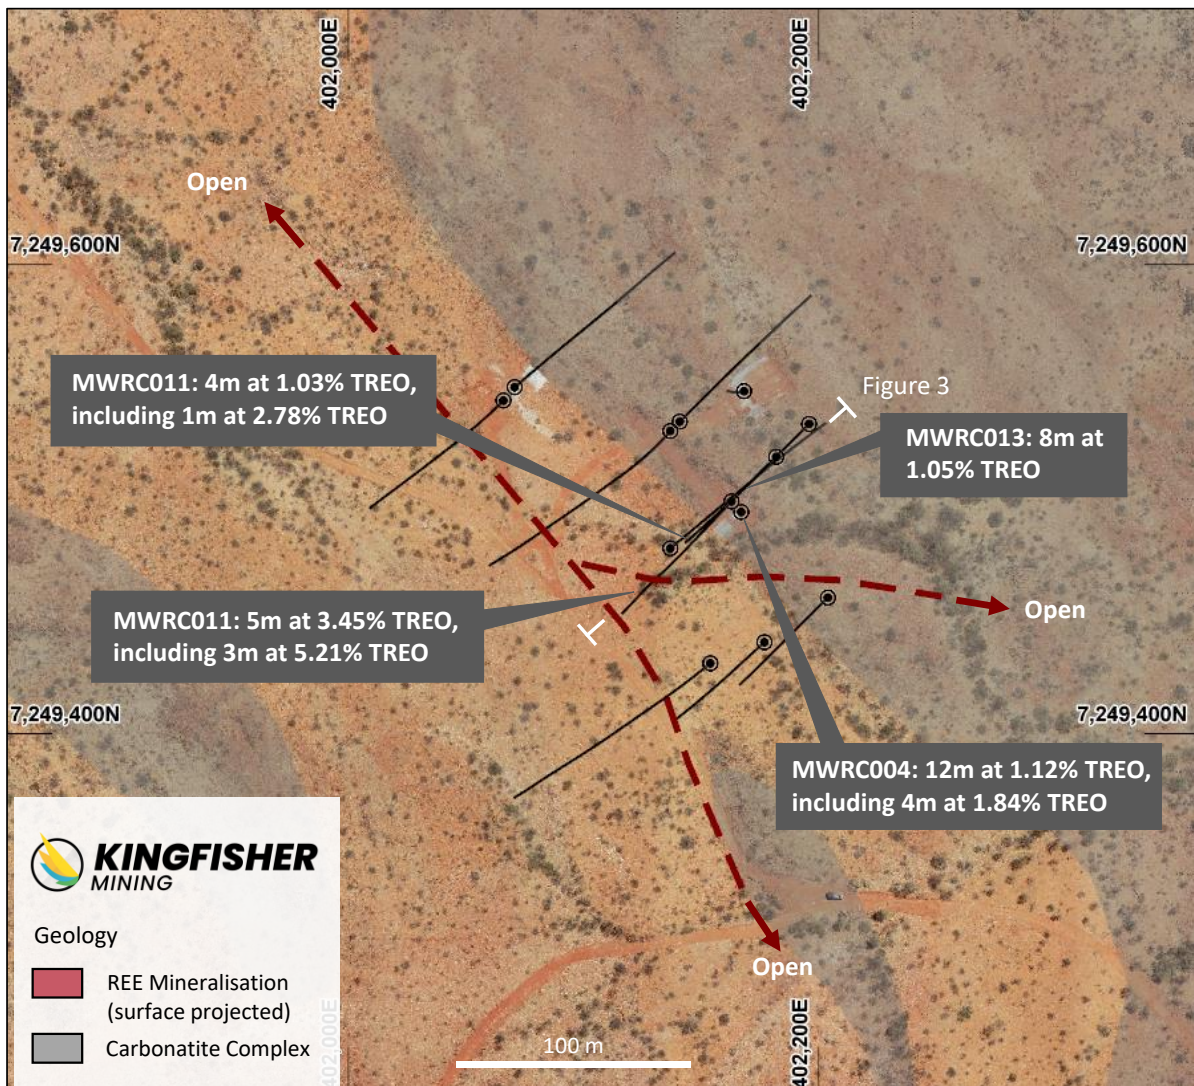 402,000E
402,200E
Open
7,249,600N
7,249,600N
MWRC011: 4m at 1.03% TREO,
including 1m at 2.78% TREO
Figure 3
MWRC013: 8m at
1.05% TREO
MWRC011: 5m at 3.45% TREO,
including 3m at 5.21% TREO
Open
7,249,400N
7,249,400N
MWRC004: 12m at 1.12% TREO,
including 4m at 1.84% TREO
KINGFISHER
MINING
Geology
REE Mineralisation
(surface projected)
Carbonatite Complex
Open
402,000E
402,200E
100 m